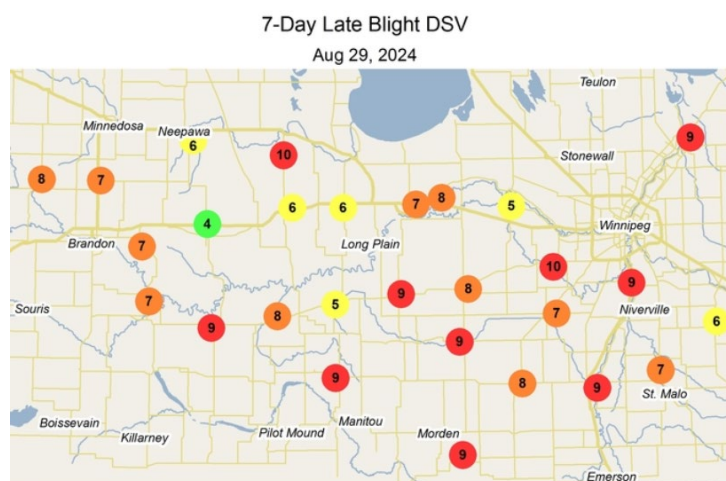 7-Day Late Blight DSV
Aug 29, 2024
Teulon
Minnedosa
Neepawa
9
6
10
Stonewall
8
7
6
6
7
8
5
4
Winnipeg
Brandon
7
Long Plain
10
9
8
9
7
5
Souris
8
7
Niverville
6
9
9
9
7
St. Malo
8
9
Boissevain
Killarney
Pilot Mound
Manitou
Morden
9
Emerson